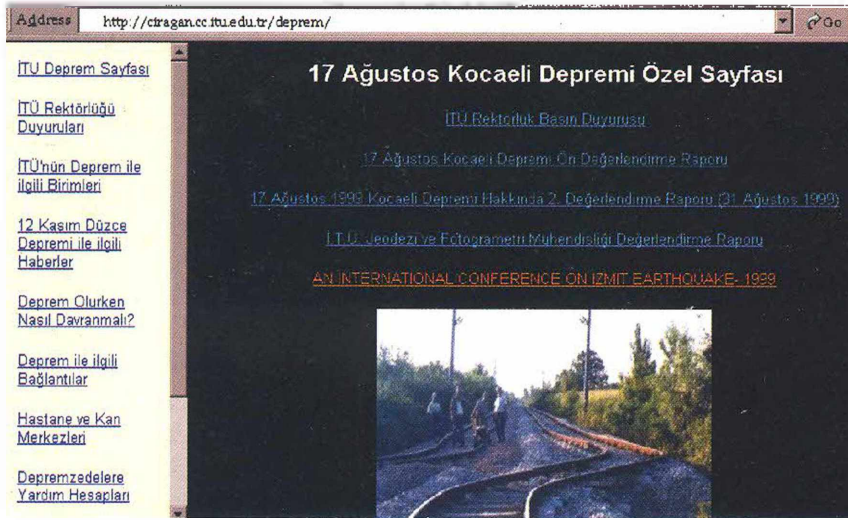 Address http://ciragan.cc.itu.edu.tr/deprem/ Go
İTU Deprem Sayfası
İTÜ Rektörlüğü
Duyuruları
İTÜ'nün Deprem ile
ilgili Birimleri
12 Kasım Düzce
Depremi ile ilgili
Haberler
Deprem Olurken
Nasıl Davranmalı?
Deprem ile ilgili
Bağlantılar
Hastane ve Kan
Merkezleri
Depremzedelere
Yardım Hesapları
17 Ağustos Kocaeli Depremi Özel Sayfası
İTÜ Rektorluk Basın Duyurusu
17 Ağustos Kocaeli Depremi Ön Değerlendirme Raporu
17 Ağustos 1999 Kocaeli Depremi Hakkında 2. Değerlendirme Raporu (31 Ağustos 1999)
İ.T.Ü. Jeodezi ve Fotogrametri Mühendisliği Değerlendirme Raporu
AN INTERNATIONAL CONFERENCE ON IZMIT EARTHQUAKE- 1999